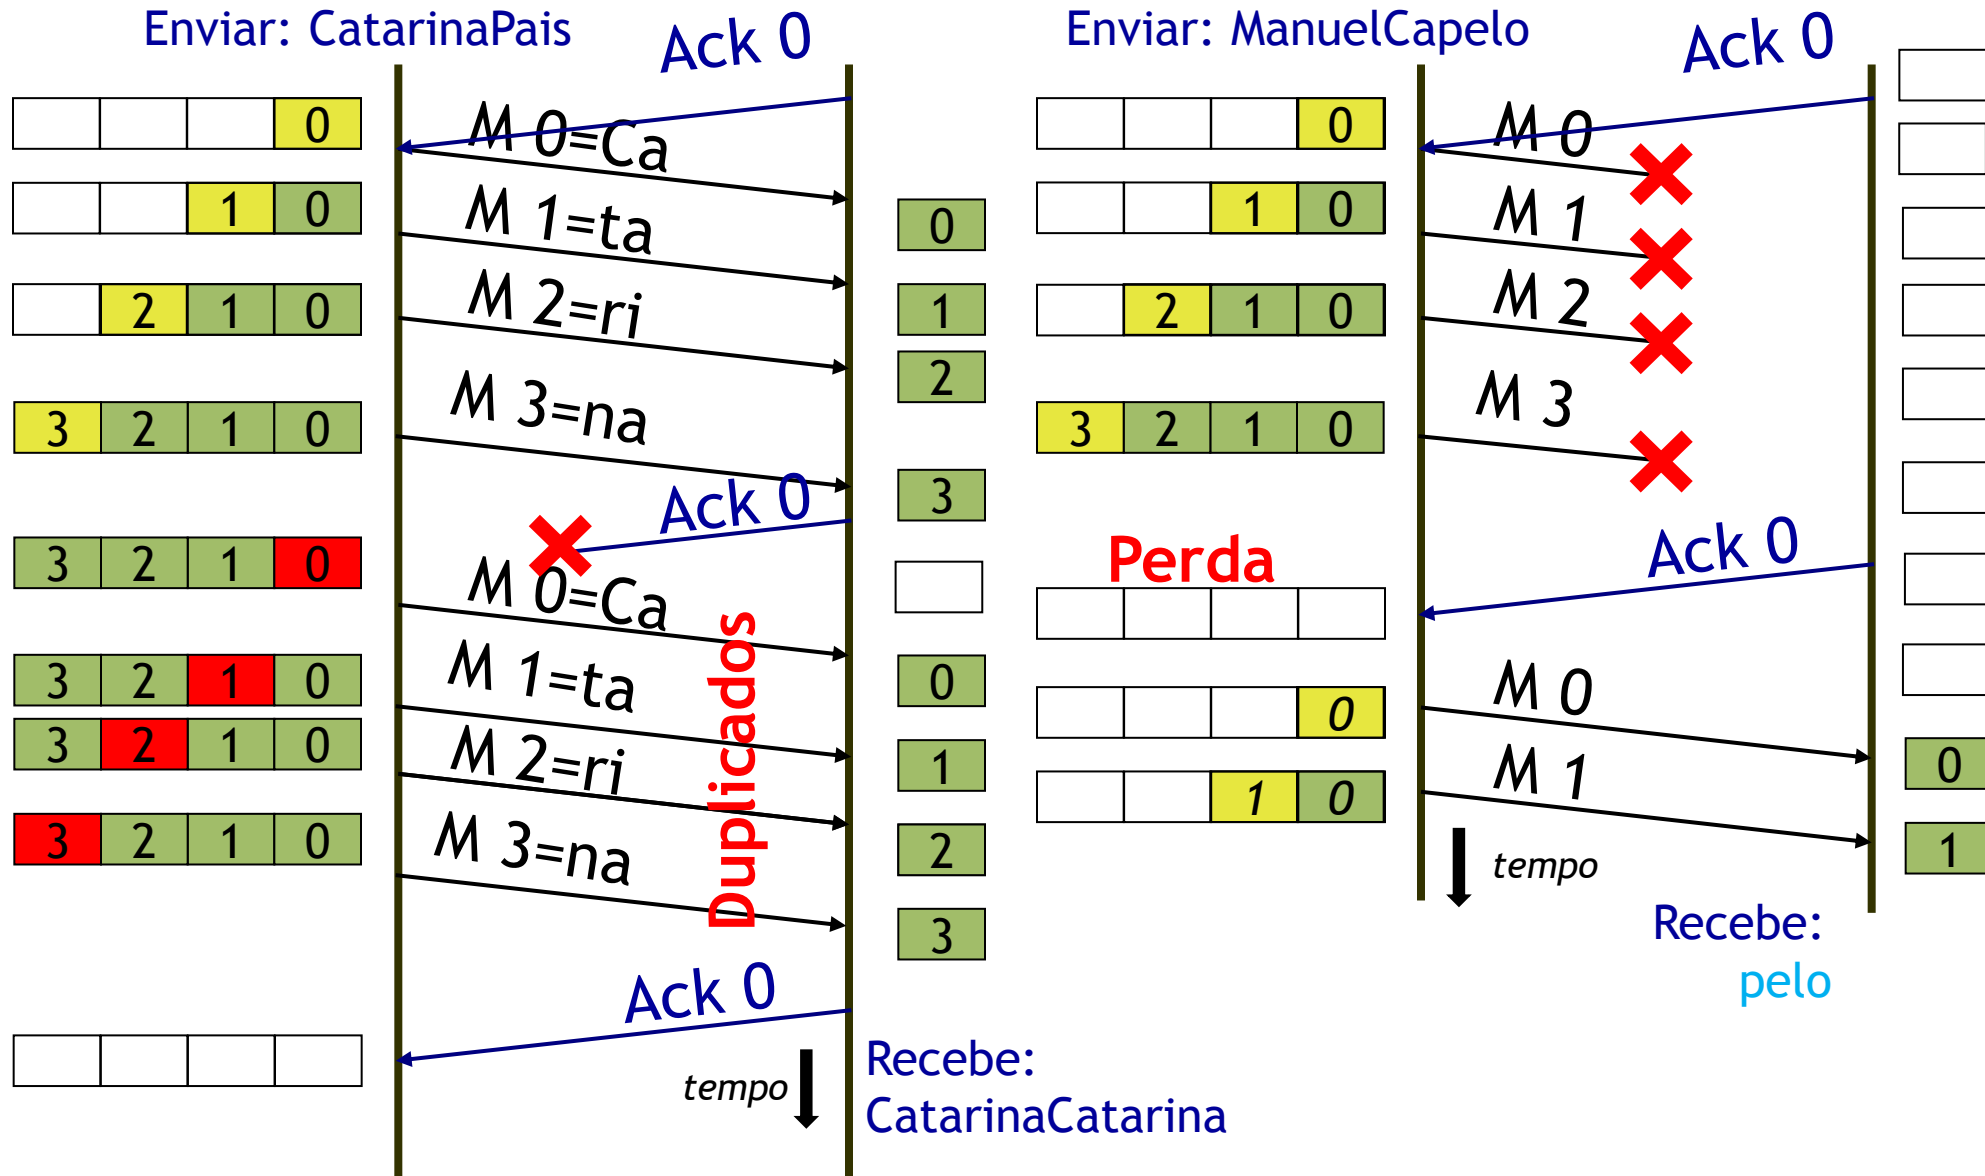 Enviar: CatarinaPais
Ack 0
0
M 0=Ca
1 0
M 1=ta
0
2 1 0
M 2=ri
1
2
3 2 1 0
M 3=na
3
Ack 0
3 2 1 0
M 0=Ca
Duplicados
3 2 1 0
M 1=ta
0
3 2 1 0
M 2=ri
1
3 2 1 0
M 3=na
2
3
Ack 0
tempo
Recebe:
CatarinaCatarina
Enviar: ManuelCapelo
Ack 0
0
M 0
1 0
M 1
2 1 0
M 2
3 2 1 0
M 3
Perda
Ack 0
0
M 0
0
1 0
M 1
1
tempo
Recebe:
pelo